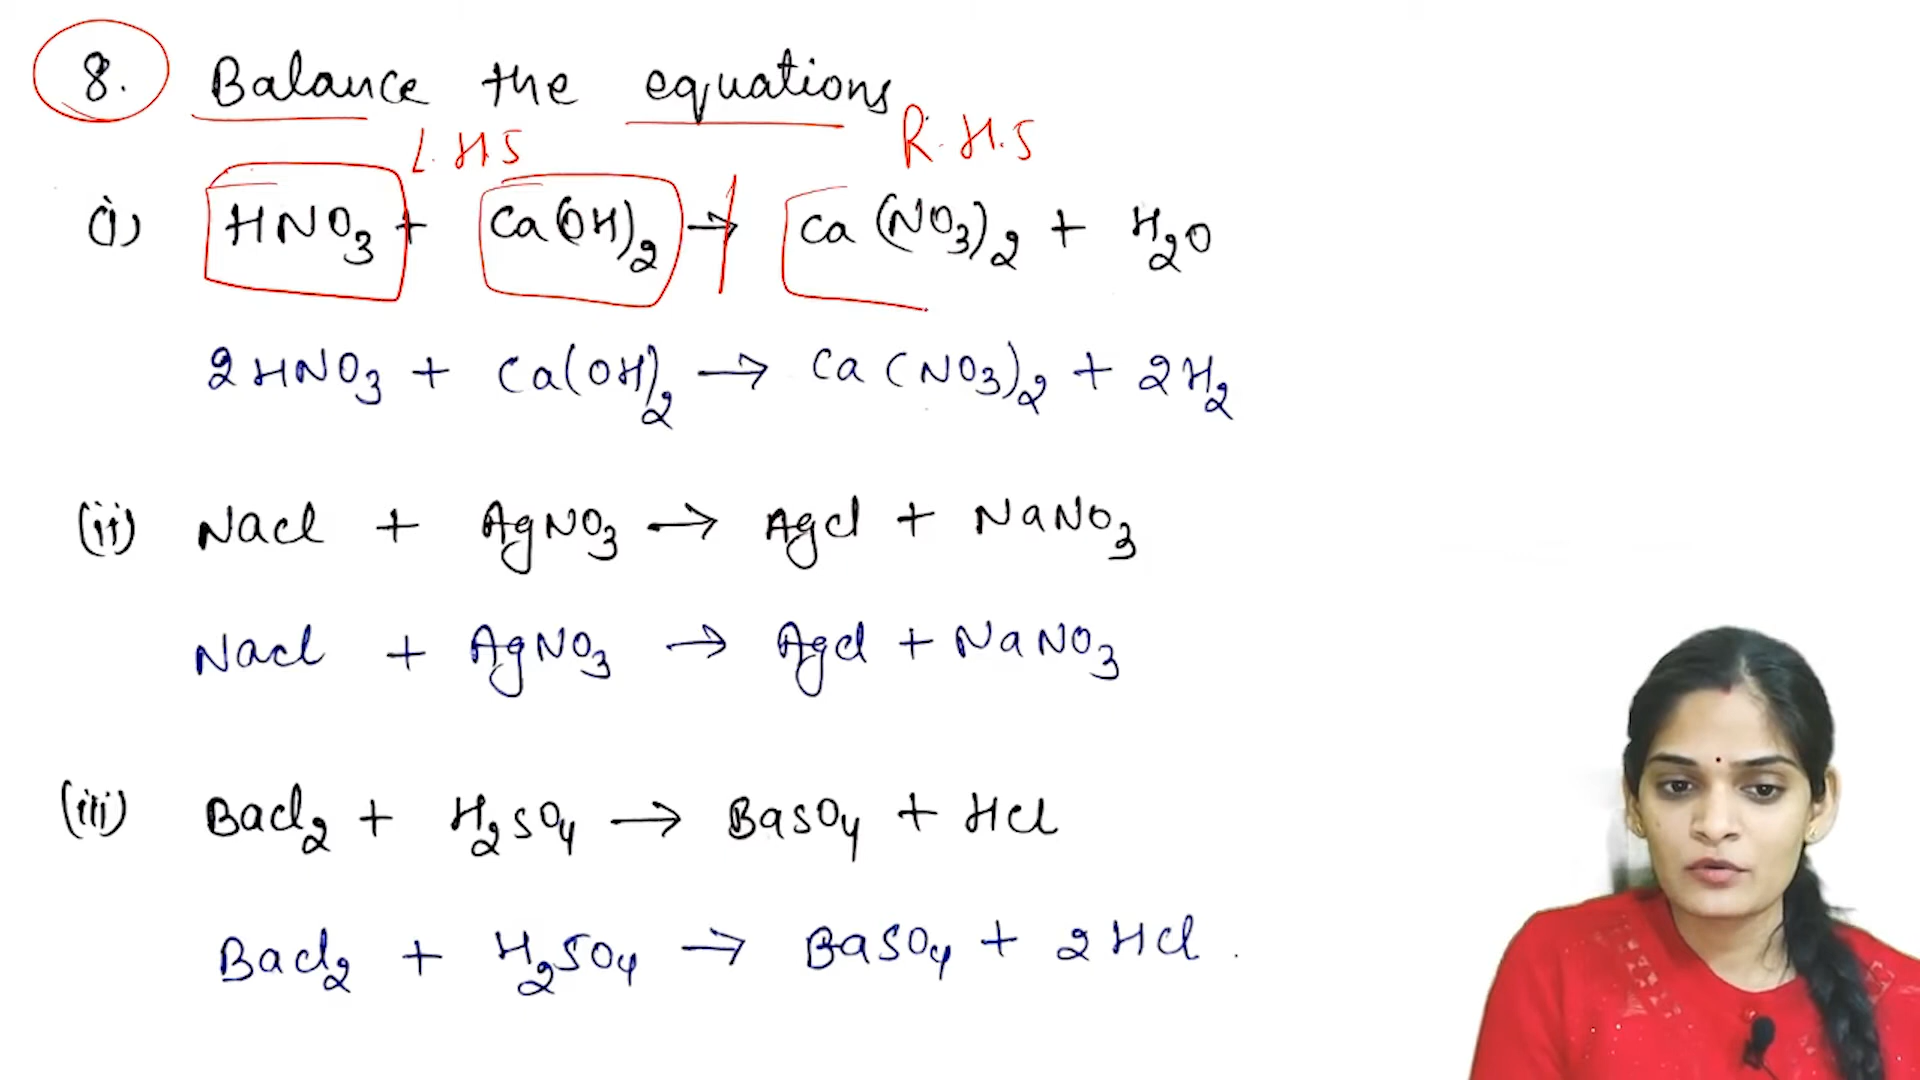 8. Balance the equations
L.H.S R.H.S
(i) HNO3 + Ca(OH)2 → Ca(NO3)2 + H2O
2HNO3 + Ca(OH)2 → Ca(NO3)2 + 2H2
(ii) Nacl + AgNO3 → Agcl + NaNO3
Nacl + AgNO3 → Agcl + NaNO3
(iii) Bacl2 + H2SO4 → BaSO4 + HCl
Bacl2 + H2SO4 → BaSO4 + 2HCl.